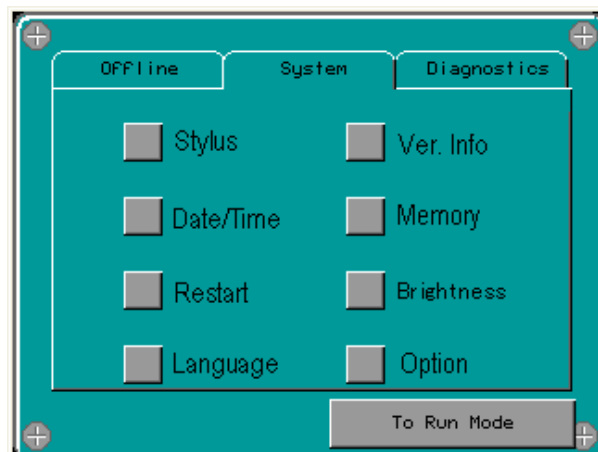 Offline System Diagnostics
Stylus Ver. Info
Date/Time Memory
Restart Brightness
Language Option
To Run Mode